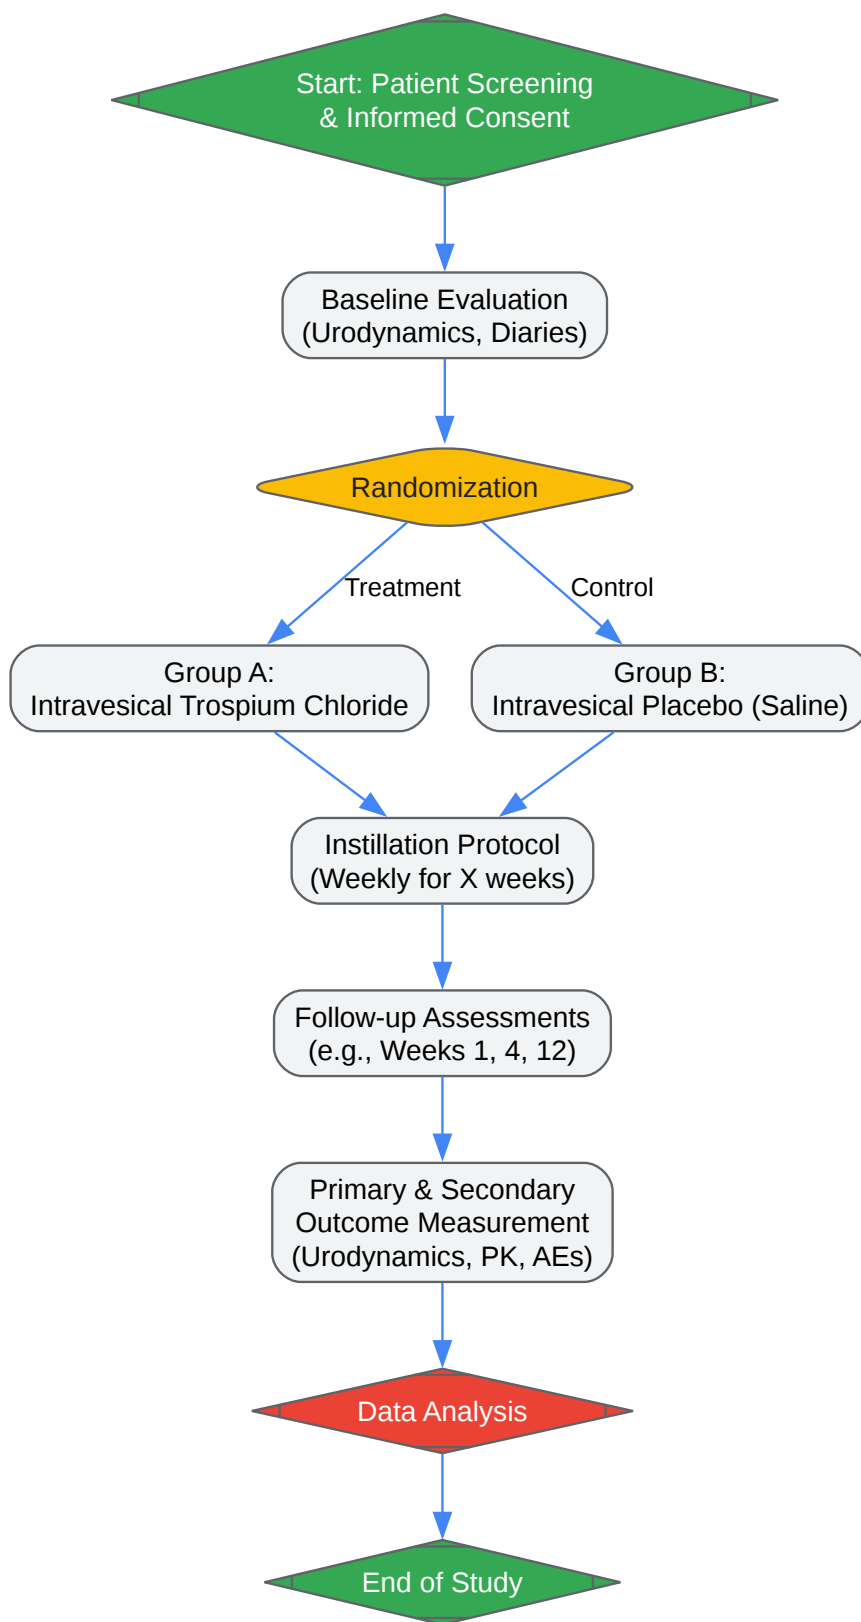 Start: Patient Screening
& Informed Consent
Baseline Evaluation
(Urodynamics, Diaries)
Randomization
Treatment
Control
Group A:
Intravesical Trospium Chloride
Group B:
Intravesical Placebo (Saline)
Instillation Protocol
(Weekly for X weeks)
Follow-up Assessments
(e.g., Weeks 1, 4, 12)
Primary & Secondary
Outcome Measurement
(Urodynamics, PK, AEs)
Data Analysis
End of Study